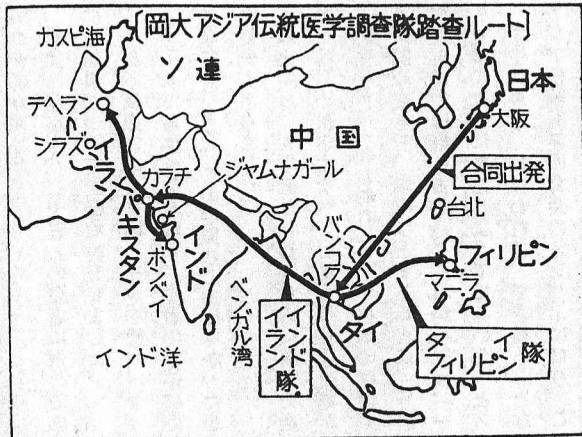 〔岡大アジア伝統医学調査隊踏査ルート〕
カスピ海
ソ連
日本
テヘラン
大阪
中国
シラズ
イラン
カラチ
ジャムナガール
合同出発
台北
パキスタン
インド
ボンベイ
バンコク
フィリピン
マニラ
ベンガル湾
タイ
インド洋
インド
イラン
隊
タイ
フィリピン
隊